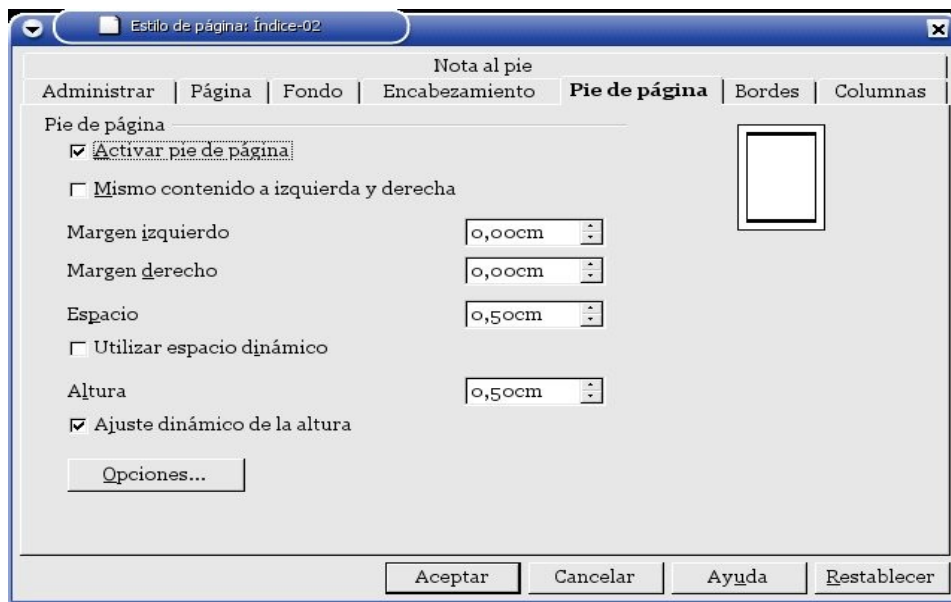 Estilo de página: Índice-02
Nota al pie
Administrar Página Fondo Encabezamiento Pie de página Bordes Columnas
Pie de página
Activar pie de página
Mismo contenido a izquierda y derecha
Margen izquierdo 0,00cm
Margen derecho 0,00cm
Espacio 0,50cm
Utilizar espacio dinámico
Altura 0,50cm
Ajuste dinámico de la altura
Opciones...
Aceptar Cancelar Ayuda Restablecer